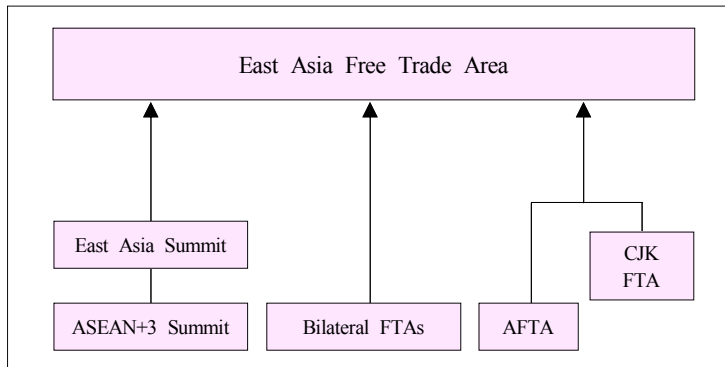 East Asia Free Trade Area
East Asia Summit
CJK
FTA
ASEAN+3 Summit
Bilateral FTAs
AFTA